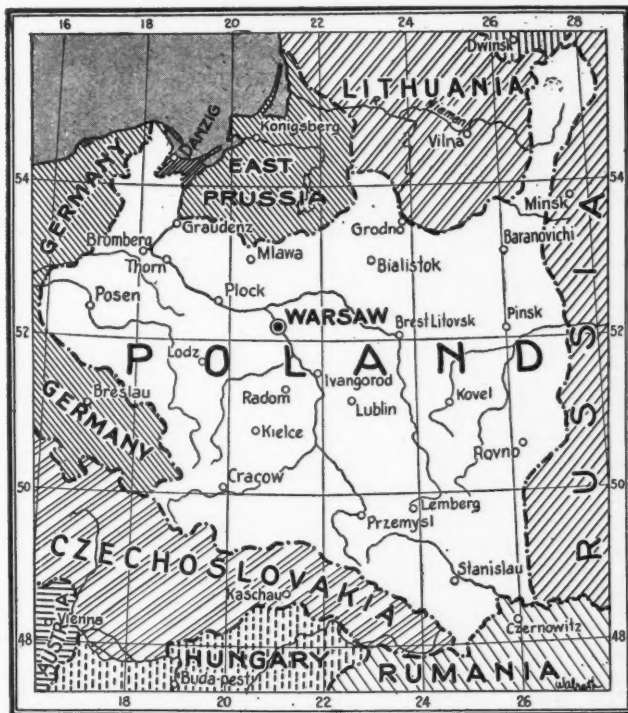 16 18 20 22 24 26 28
Dwinsk
LITHUANIA
R. Niemen
Vilna
Königsberg
DANZIG
EAST
PRUSSIA
GERMANY
54 54
Minsk
Graudenz
Grodno
Bromberg
Baranovichi
Thorn
Mlawa
Bialistok
Posen
Plock
WARSAW
Brest Litovsk
Pinsk
52 52
POLAND
RUSSIA
Lodz
Ivangorod
Breslau
Radom
Lublin
Kovel
GERMANY
Kielce
Rovno
50 50
Cracow
Lemberg
Przemysl
CZECHOSLOVAKIA
Stanislau
Kaschau
AUSTRIA
Vienna
Czernowitz
48 48
HUNGARY
RUMANIA
Buda-pest
Walrath
18 20 22 24 26